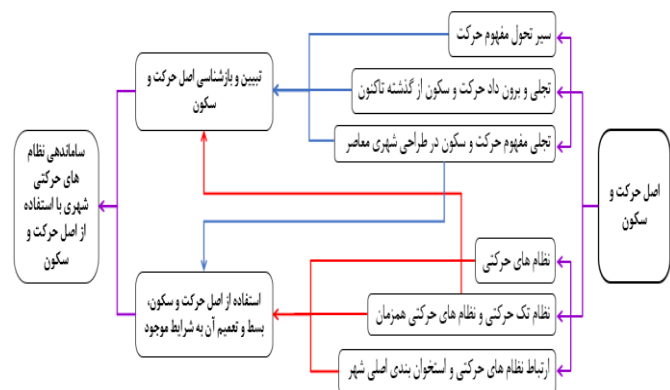 اصل حرکت و
سکون
سیر تحول مفهوم حرکت
تجلی و برون داد حرکت و سکون از گذشته تاکنون
تجلی مفهوم حرکت و سکون در طراحی شهری معاصر
نظام های حرکتی
نظام تک حرکتی و نظام های حرکتی همزمان
ارتباط نظام های حرکتی و استخوان بندی اصلی شهر
تبیین و بازشناسی اصل حرکت و
سکون
استفاده از اصل حرکت و سکون،
بسط و تعمیم آن به شرایط موجود
ساماندهی نظام
های حرکتی
شهری با استفاده
از اصل حرکت و
سکون